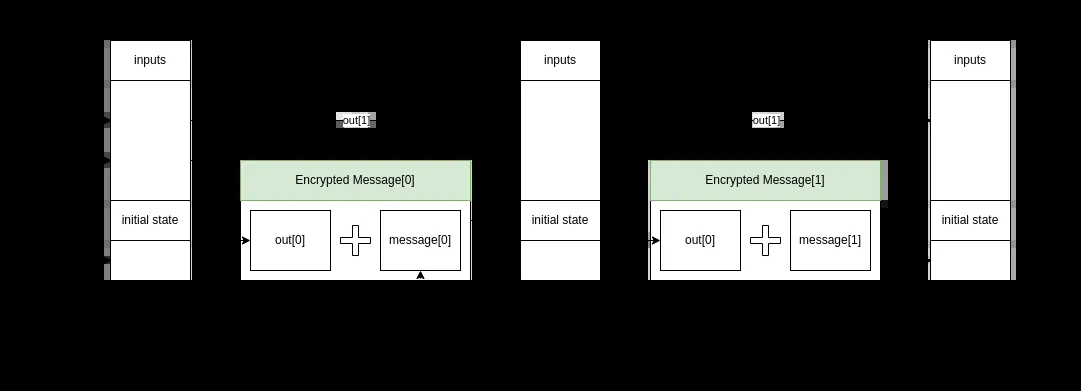 inputs
inputs
inputs
out[1]
out[1]
Encrypted Message[0]
Encrypted Message[1]
initial state
initial state
initial state
out[0]
message[0]
out[0]
message[1]